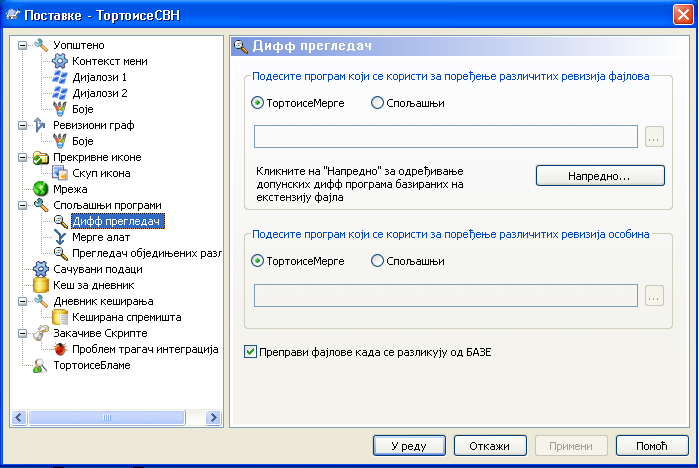 Поставке - ТортоисеСВН
Уопштено
Контекст мени
Дијалози 1
Дијалози 2
Боје
Ревизиони граф
Боје
Прекривне иконе
Скуп икона
Мрежа
Спољашњи програми
Дифф прегледач
Мерге алат
Прегледач обједињених разл
Сачувани подаци
Кеш за дневник
Дневник кеширања
Кеширана спремишта
Закачиве Скрипте
Проблем трагач интеграција
ТортоисеБламе
Дифф прегледач
Подесите програм који се користи за поређење различитих ревизија фајлова
ТортоисеМерге Спољашњи
...
Кликните на "Напредно" за одређивање
допунских дифф програма базираних на
екстензију фајла
Напредно...
Подесите програм који се користи за поређење различитих ревизија особина
ТортоисеМерге Спољашњи
...
Преправи фајлове када се разликују од БАЗЕ
У реду Откажи Примени Помоћ